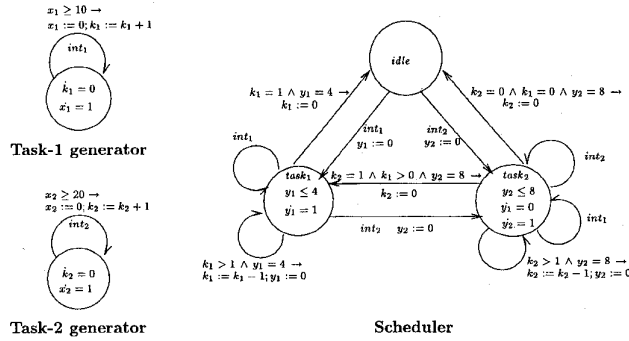 x₁ ≥ 10 →
x₁ := 0; k₁ := k₁ + 1
int₁
k̇₁ = 0
ẋ₁ = 1
Task-1 generator
x₂ ≥ 20 →
x₂ := 0; k₂ := k₂ + 1
int₂
k̇₂ = 0
ẋ₂ = 1
Task-2 generator
idle
k₁ = 1 ∧ y₁ = 4 →
k₁ := 0
k₂ = 0 ∧ k₁ = 0 ∧ y₂ = 8 →
k₂ := 0
int₁
y₁ := 0
int₂
y₂ := 0
int₁
int₂
task₁
y₁ ≤ 4
ẏ₁ = 1
k₂ = 1 ∧ k₁ > 0 ∧ y₂ = 8 →
k₂ := 0
task₂
y₂ ≤ 8
ẏ₁ = 0
ẏ₂ = 1
int₁
int₂ y₂ := 0
k₁ > 1 ∧ y₁ = 4 →
k₁ := k₁ − 1; y₁ := 0
k₂ > 1 ∧ y₂ = 8 →
k₂ := k₂ − 1; y₂ := 0
Scheduler